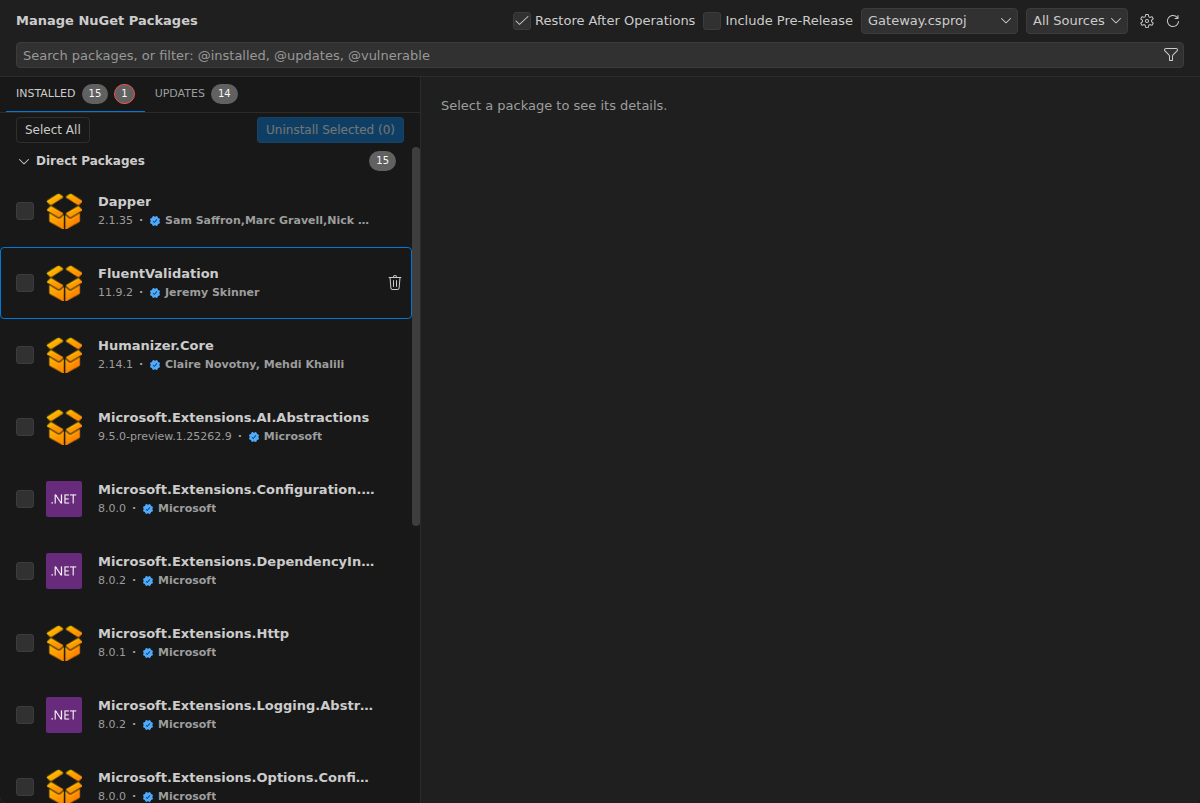 Manage NuGet Packages
Restore After Operations
Include Pre-Release
Gateway.csproj
All Sources
Search packages, or filter: @installed, @updates, @vulnerable
INSTALLED 15 1 UPDATES 14
Select All
Uninstall Selected (0)
Direct Packages 15
Dapper
2.1.35 · Sam Saffron,Marc Gravell,Nick ...
FluentValidation
11.9.2 · Jeremy Skinner
Humanizer.Core
2.14.1 · Claire Novotny, Mehdi Khalili
Microsoft.Extensions.AI.Abstractions
9.5.0-preview.1.25262.9 · Microsoft
.NET
Microsoft.Extensions.Configuration....
8.0.0 · Microsoft
.NET
Microsoft.Extensions.DependencyIn...
8.0.2 · Microsoft
Microsoft.Extensions.Http
8.0.1 · Microsoft
.NET
Microsoft.Extensions.Logging.Abstr...
8.0.2 · Microsoft
Microsoft.Extensions.Options.Confi...
8.0.0 · Microsoft
Select a package to see its details.